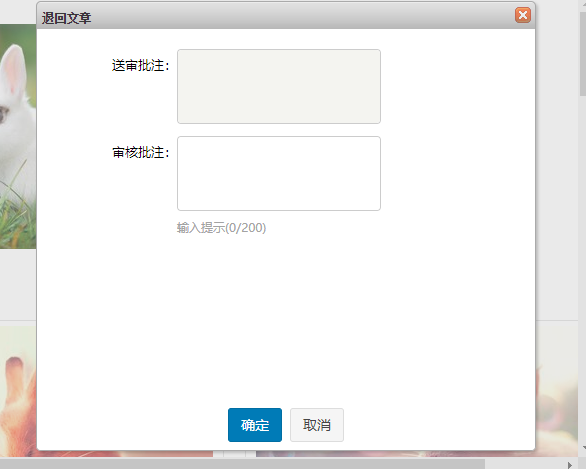 退回文章
送审批注：
审核批注：
输入提示(0/200)
确定 取消